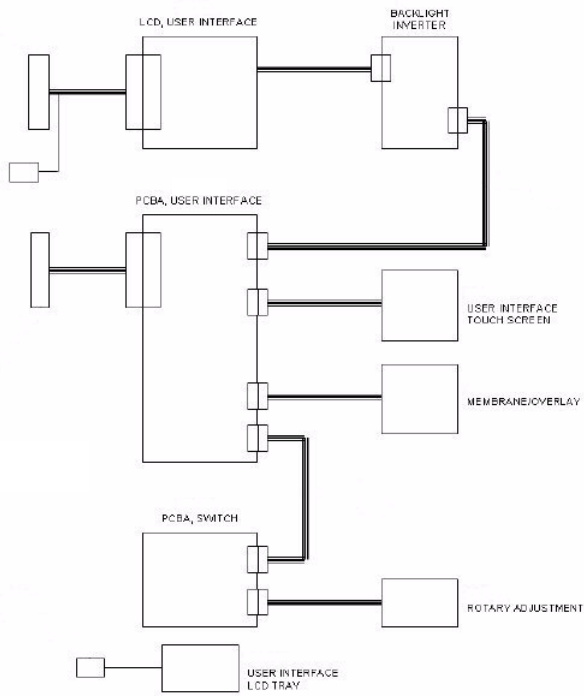 LCD, USER INTERFACE
BACKLIGHT
INVERTER
PCBA, USER INTERFACE
USER INTERFACE
TOUCH SCREEN
MEMBRANE/OVERLAY
PCBA, SWITCH
ROTARY ADJUSTMENT
USER INTERFACE
LCD TRAY